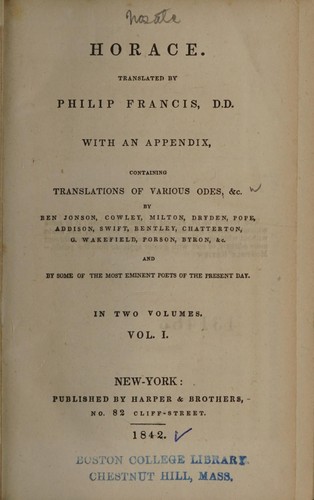 HORACE.
TRANSLATED BY
PHILIP FRANCIS, D.D.
WITH AN APPENDIX,
CONTAINING
TRANSLATIONS OF VARIOUS ODES, &c.
BY
BEN JONSON, COWLEY, MILTON, DRYDEN, POPE,
ADDISON, SWIFT, BENTLEY, CHATTERTON,
G. WAKEFIELD, PORSON, BYRON, &c.
AND
BY SOME OF THE MOST EMINENT POETS OF THE PRESENT DAY.
IN TWO VOLUMES.
VOL. I.
NEW-YORK:
PUBLISHED BY HARPER & BROTHERS,
NO. 82 CLIFF-STREET.
1842.
BOSTON COLLEGE LIBRARY
CHESTNUT HILL, MASS.